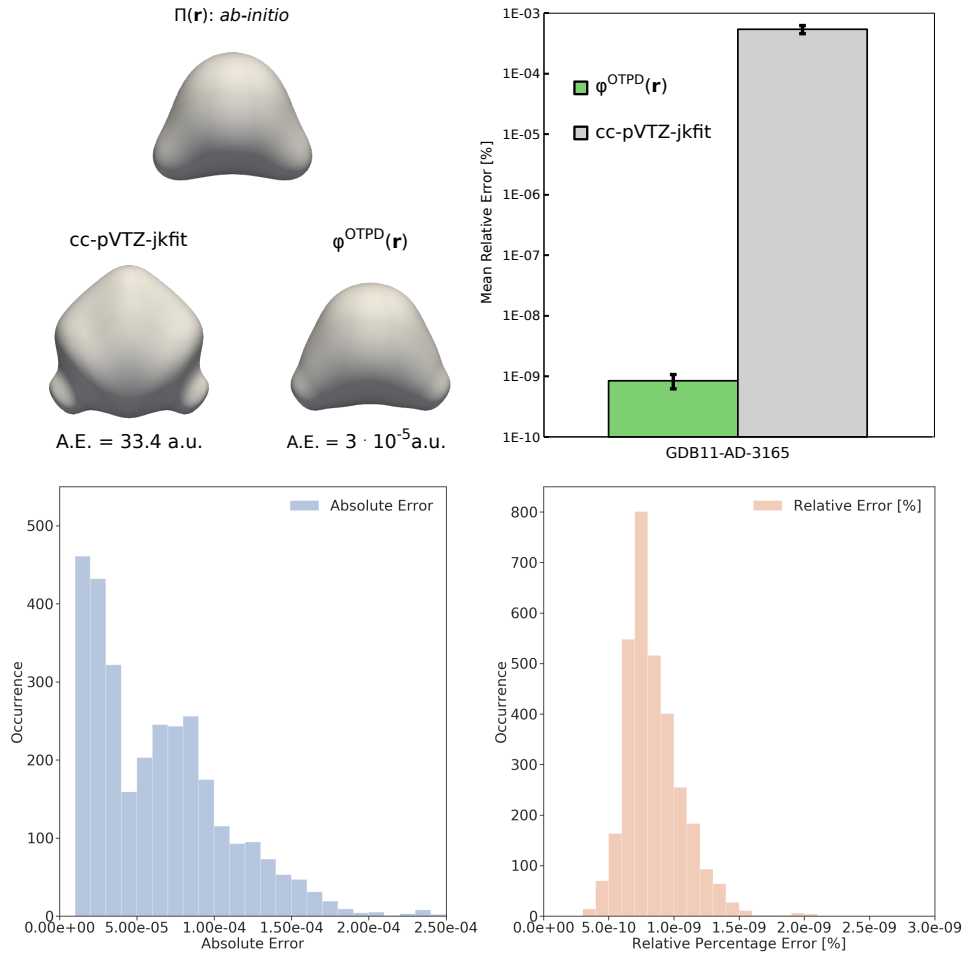 Π(r): ab-initio
cc-pVTZ-jkfit
φ^OTPD(r)
A.E. = 33.4 a.u.
A.E. = 3 · 10^-5 a.u.
Mean Relative Error [%]
1E-03
1E-04
1E-05
1E-06
1E-07
1E-08
1E-09
1E-10
φ^OTPD(r)
cc-pVTZ-jkfit
GDB11-AD-3165
Occurrence
500
400
300
200
100
0
Absolute Error
0.00e+00 5.00e-05 1.00e-04 1.50e-04 2.00e-04 2.50e-04
Absolute Error
Occurrence
800
700
600
500
400
300
200
100
0
Relative Error [%]
0.0e+00 5.0e-10 1.0e-09 1.5e-09 2.0e-09 2.5e-09 3.0e-09
Relative Percentage Error [%]